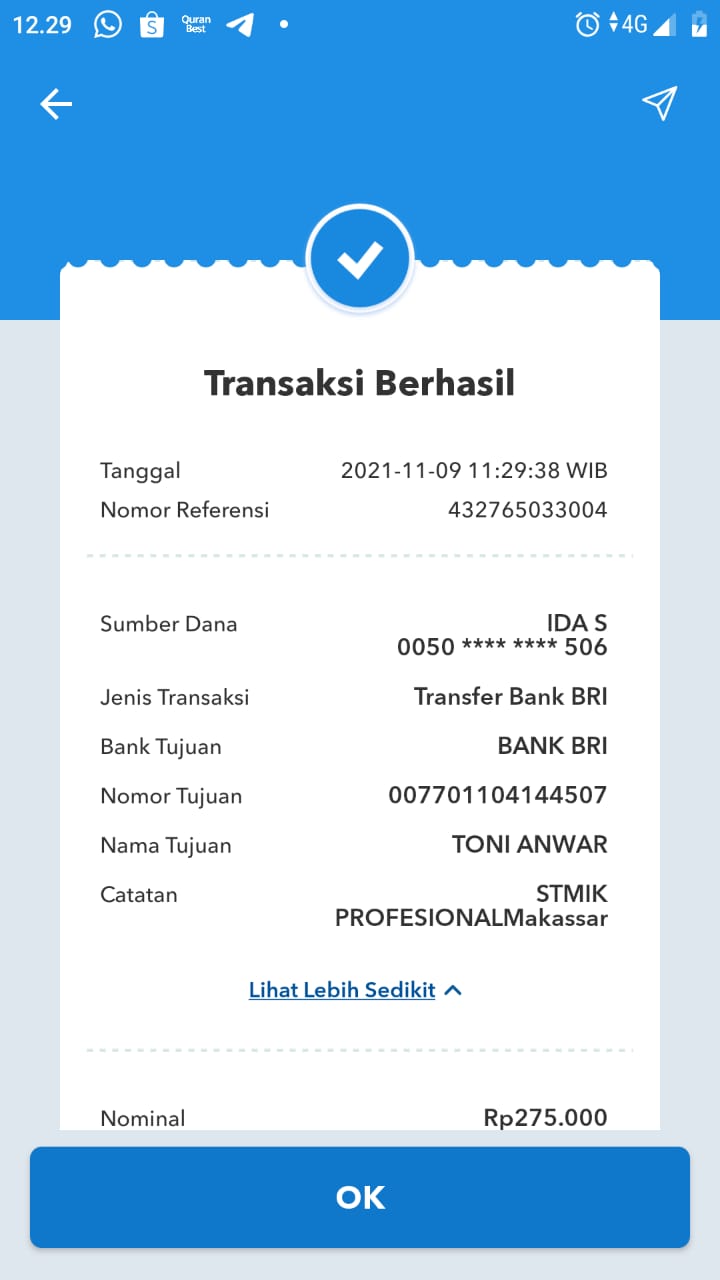 12.29 Quran Best 4G
Transaksi Berhasil
Tanggal 2021-11-09 11:29:38 WIB
Nomor Referensi 432765033004
Sumber Dana IDA S
0050 **** **** 506
Jenis Transaksi Transfer Bank BRI
Bank Tujuan BANK BRI
Nomor Tujuan 007701104144507
Nama Tujuan TONI ANWAR
Catatan STMIK
PROFESIONALMakassar
Lihat Lebih Sedikit
Nominal Rp275.000
OK